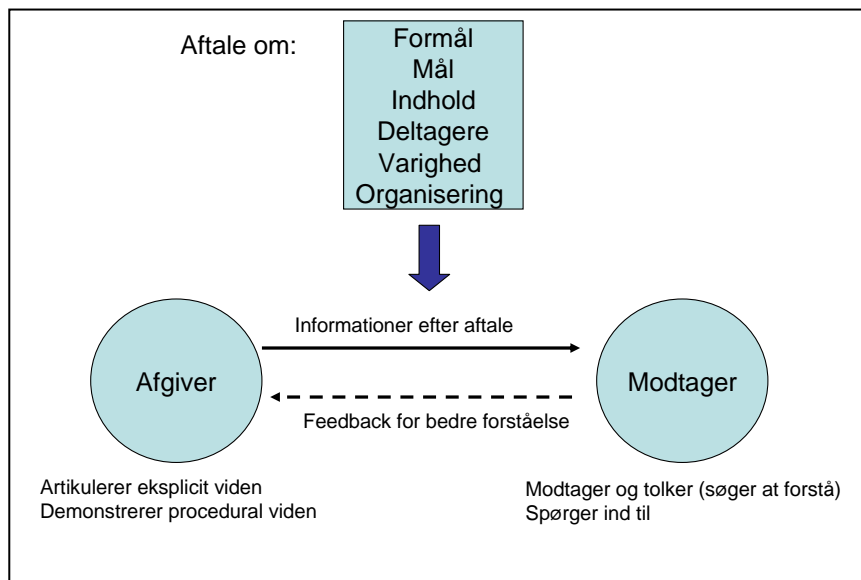 Aftale om:
Formål
Mål
Indhold
Deltagere
Varighed
Organisering
Informationer efter aftale
Afgiver
Modtager
Feedback for bedre forståelse
Artikulerer eksplicit viden
Demonstrerer procedural viden
Modtager og tolker (søger at forstå)
Spørger ind til